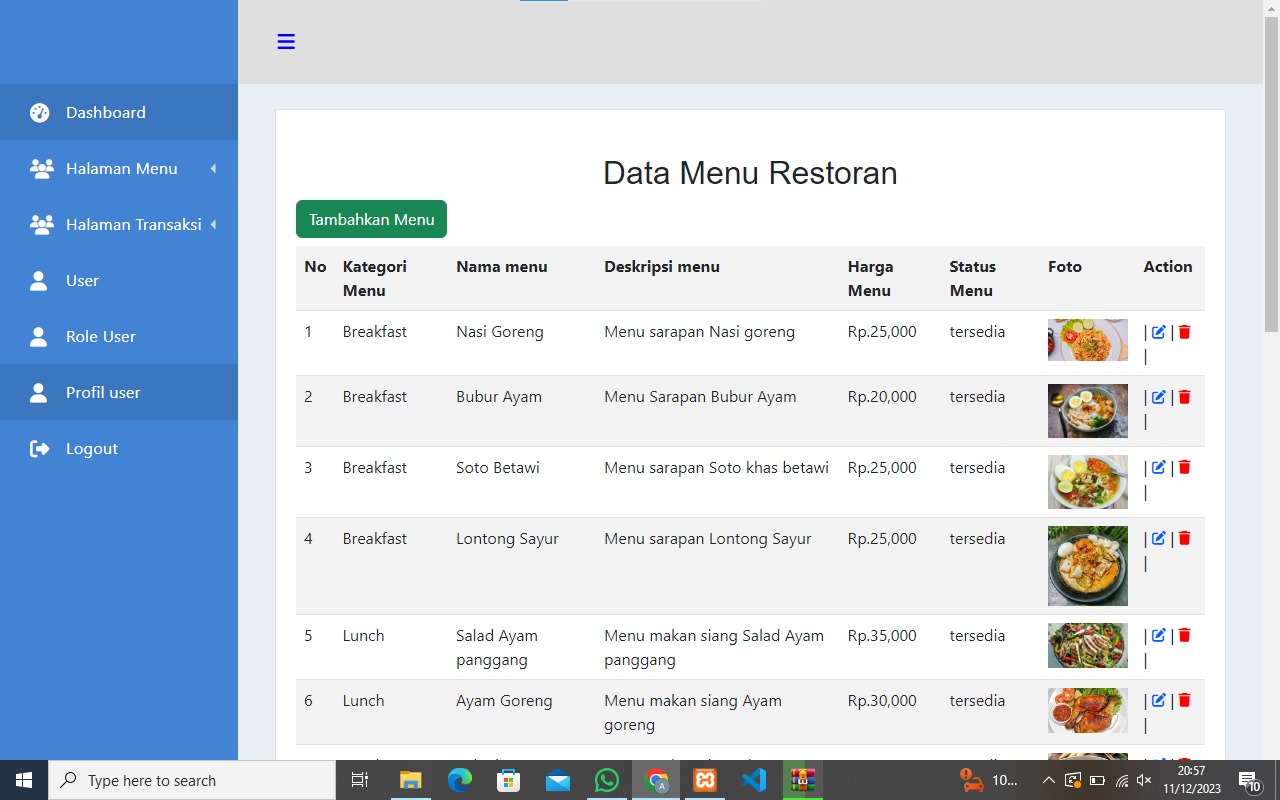 Dashboard
Halaman Menu
Halaman Transaksi
User
Role User
Profil user
Logout
Data Menu Restoran
Tambahkan Menu
No Kategori Menu Nama menu Deskripsi menu Harga Menu Status Menu Foto Action
1 Breakfast Nasi Goreng Menu sarapan Nasi goreng Rp.25,000 tersedia | | |
2 Breakfast Bubur Ayam Menu Sarapan Bubur Ayam Rp.20,000 tersedia | | |
3 Breakfast Soto Betawi Menu sarapan Soto khas betawi Rp.25,000 tersedia | | |
4 Breakfast Lontong Sayur Menu sarapan Lontong Sayur Rp.25,000 tersedia | | |
5 Lunch Salad Ayam panggang Menu makan siang Salad Ayam panggang Rp.35,000 tersedia | | |
6 Lunch Ayam Goreng Menu makan siang Ayam goreng Rp.30,000 tersedia | | |
Type here to search
10...
20:57
11/12/2023
10